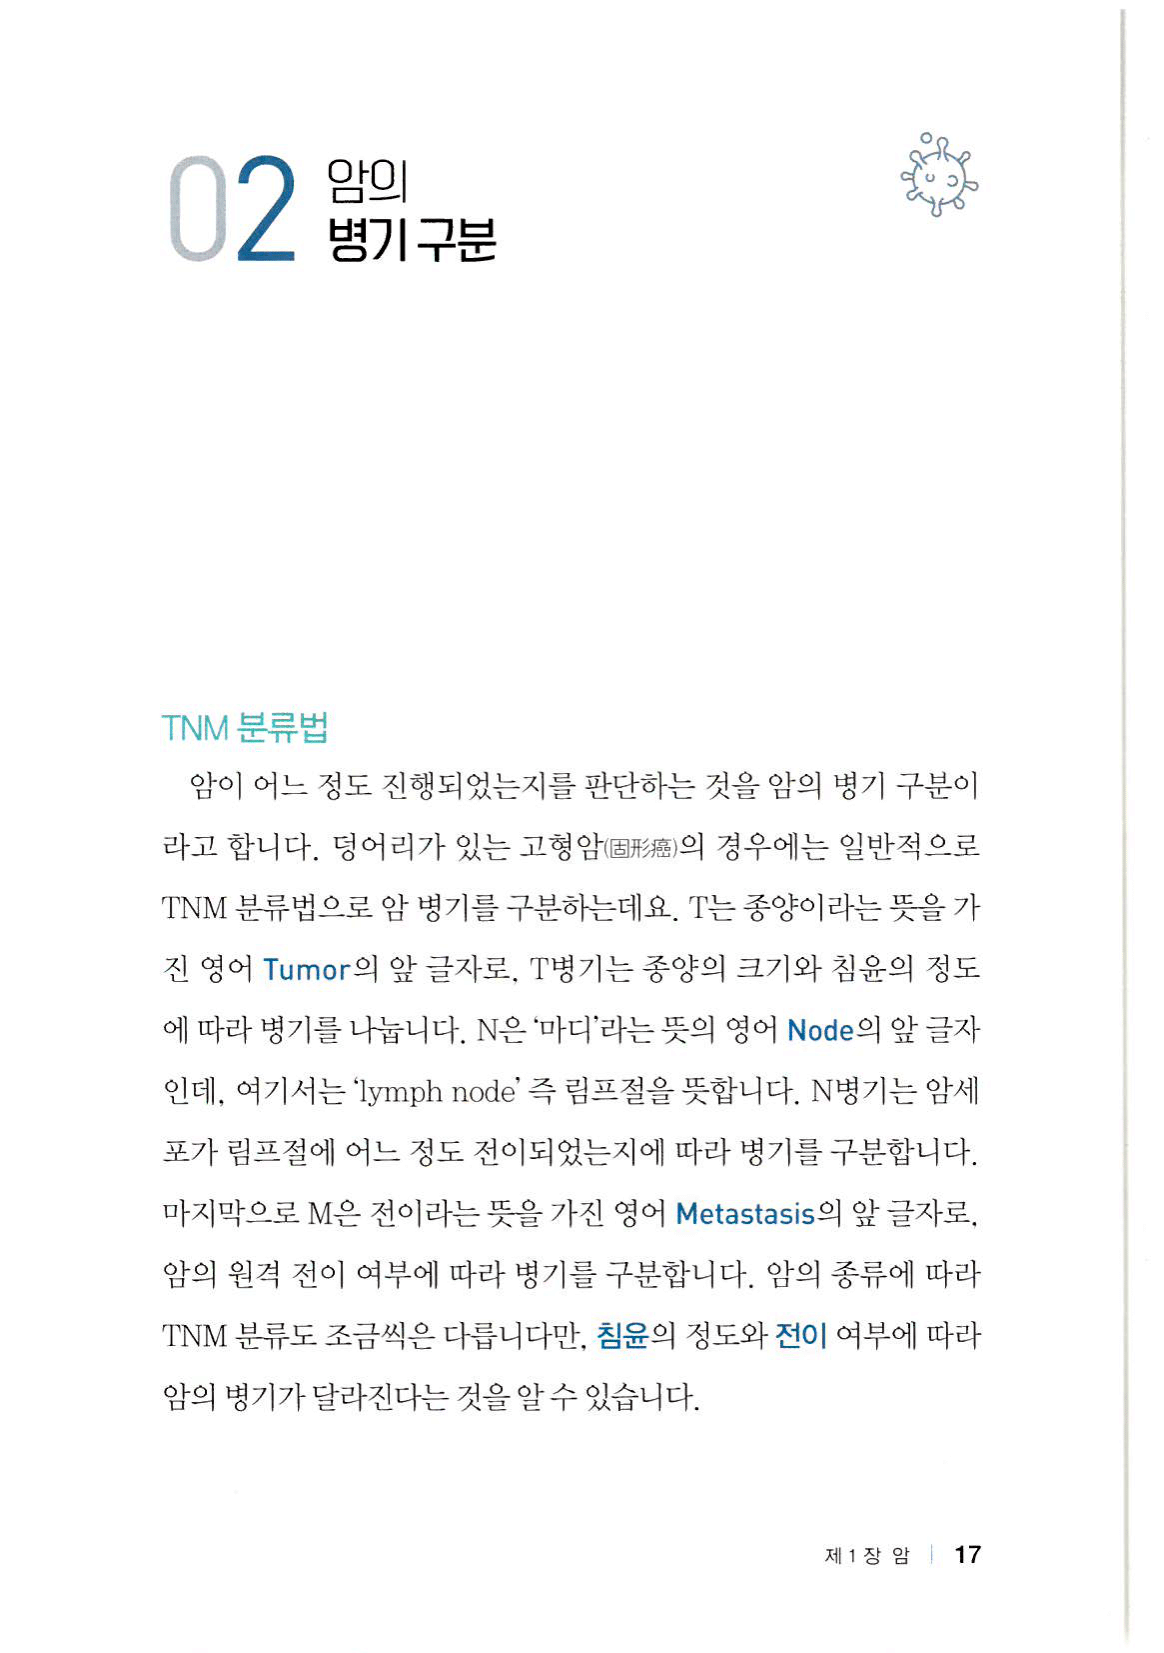 02 암의
병기 구분
TNM 분류법
암이 어느 정도 진행되었는지를 판단하는 것을 암의 병기 구분이
라고 합니다. 덩어리가 있는 고형암(固形癌)의 경우에는 일반적으로
TNM 분류법으로 암 병기를 구분하는데요. T는 종양이라는 뜻을 가
진 영어 Tumor의 앞 글자로, T병기는 종양의 크기와 침윤의 정도
에 따라 병기를 나눕니다. N은 ‘마디’라는 뜻의 영어 Node의 앞 글자
인데, 여기서는 ‘lymph node’ 즉 림프절을 뜻합니다. N병기는 암세
포가 림프절에 어느 정도 전이되었는지에 따라 병기를 구분합니다.
마지막으로 M은 전이라는 뜻을 가진 영어 Metastasis의 앞 글자로,
암의 원격 전이 여부에 따라 병기를 구분합니다. 암의 종류에 따라
TNM 분류도 조금씩은 다릅니다만, 침윤의 정도와 전이 여부에 따라
암의 병기가 달라진다는 것을 알 수 있습니다.
제1장 암 | 17